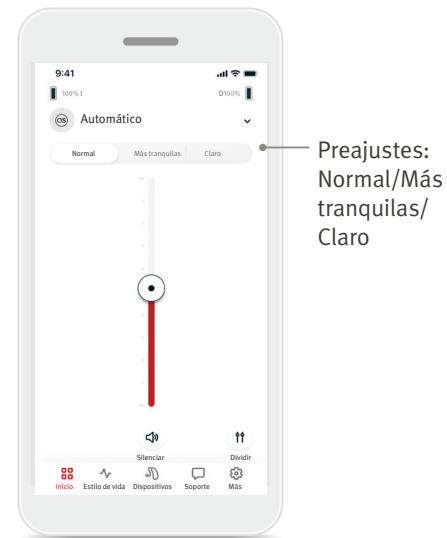 9:41
100% I
D100%
OS Automático
Normal Más tranquilas Claro
Preajustes:
Normal/Más
tranquilas/
Claro
Silenciar Dividir
Inicio Estilo de vida Dispositivos Soporte Más